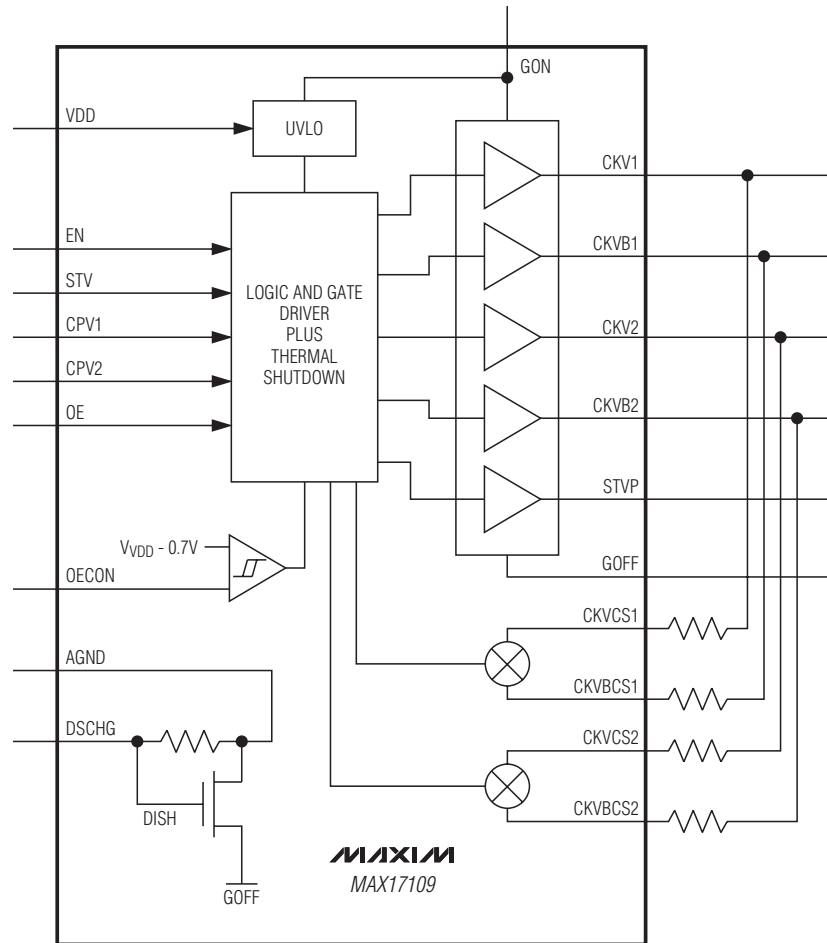 GON
VDD
UVLO
CKV1
EN
CKVB1
STV
LOGIC AND GATE
DRIVER
PLUS
THERMAL
SHUTDOWN
CPV1
CKV2
CPV2
OE
CKVB2
STVP
VVDD - 0.7V
GOFF
OECON
CKVCS1
AGND
CKVBCS1
DSCHG
CKVCS2
DISH
CKVBCS2
GOFF
MAXIM
MAX17109